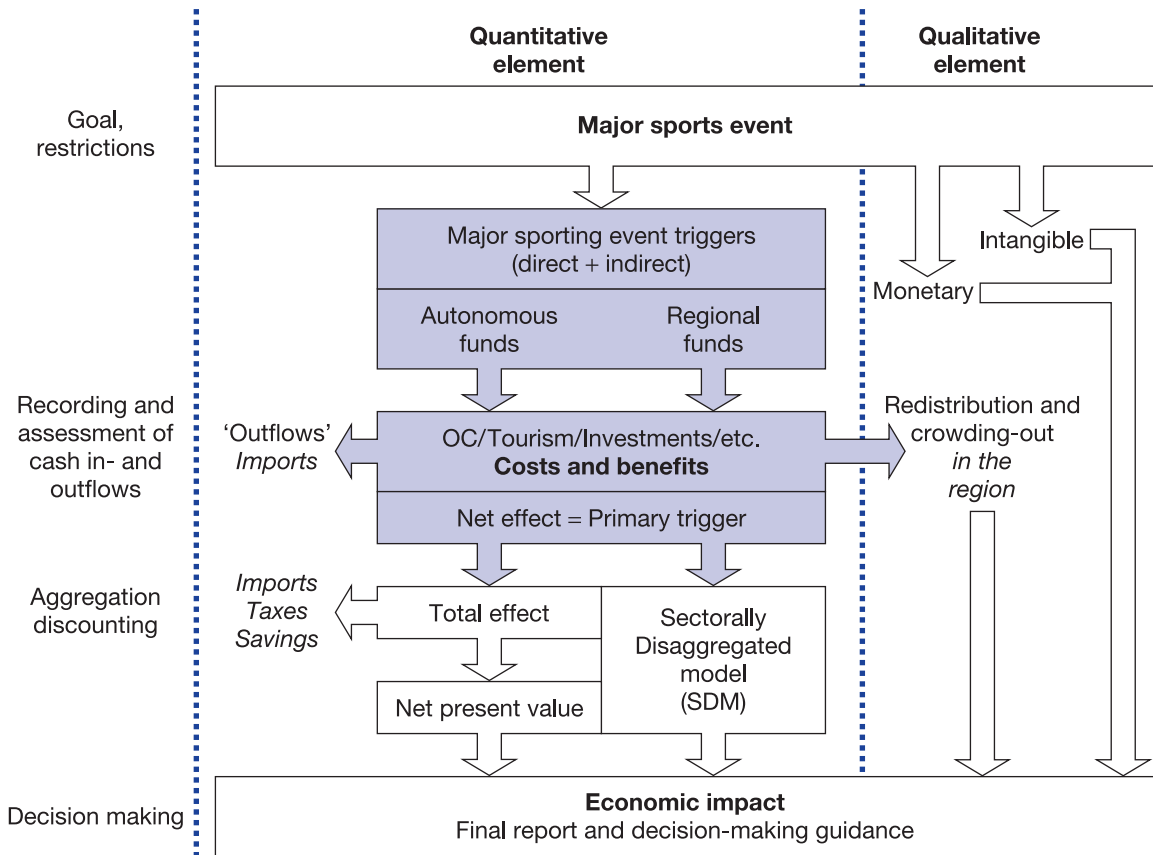 Quantitative
element
Qualitative
element
Goal,
restrictions
Major sports event
Major sporting event triggers
(direct + indirect)
Intangible
Monetary
Autonomous
funds
Regional
funds
Recording and
assessment of
cash in- and
outflows
‘Outflows’
Imports
OC/Tourism/Investments/etc.
Costs and benefits
Redistribution and
crowding-out
in the
region
Net effect = Primary trigger
Aggregation
discounting
Imports
Taxes
Savings
Total effect
Sectorally
Disaggregated
model
(SDM)
Net present value
Decision making
Economic impact
Final report and decision-making guidance